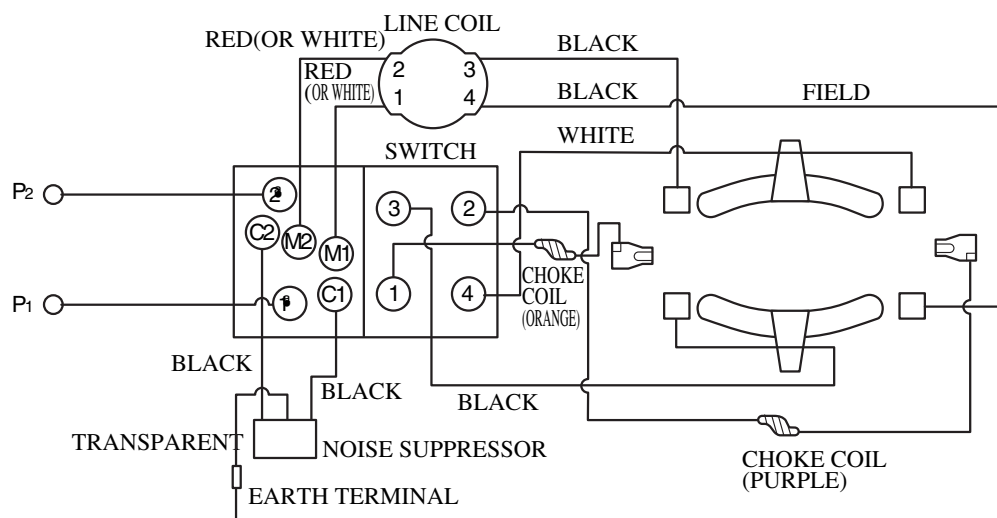 LINE COIL
RED(OR WHITE)
RED
(OR WHITE)
2
3
1
4
BLACK
BLACK
FIELD
WHITE
SWITCH
P2
2
C2
M2
M1
3
2
P1
1
C1
1
4
CHOKE
COIL
(ORANGE)
BLACK
BLACK
BLACK
TRANSPARENT
NOISE SUPPRESSOR
EARTH TERMINAL
CHOKE COIL
(PURPLE)